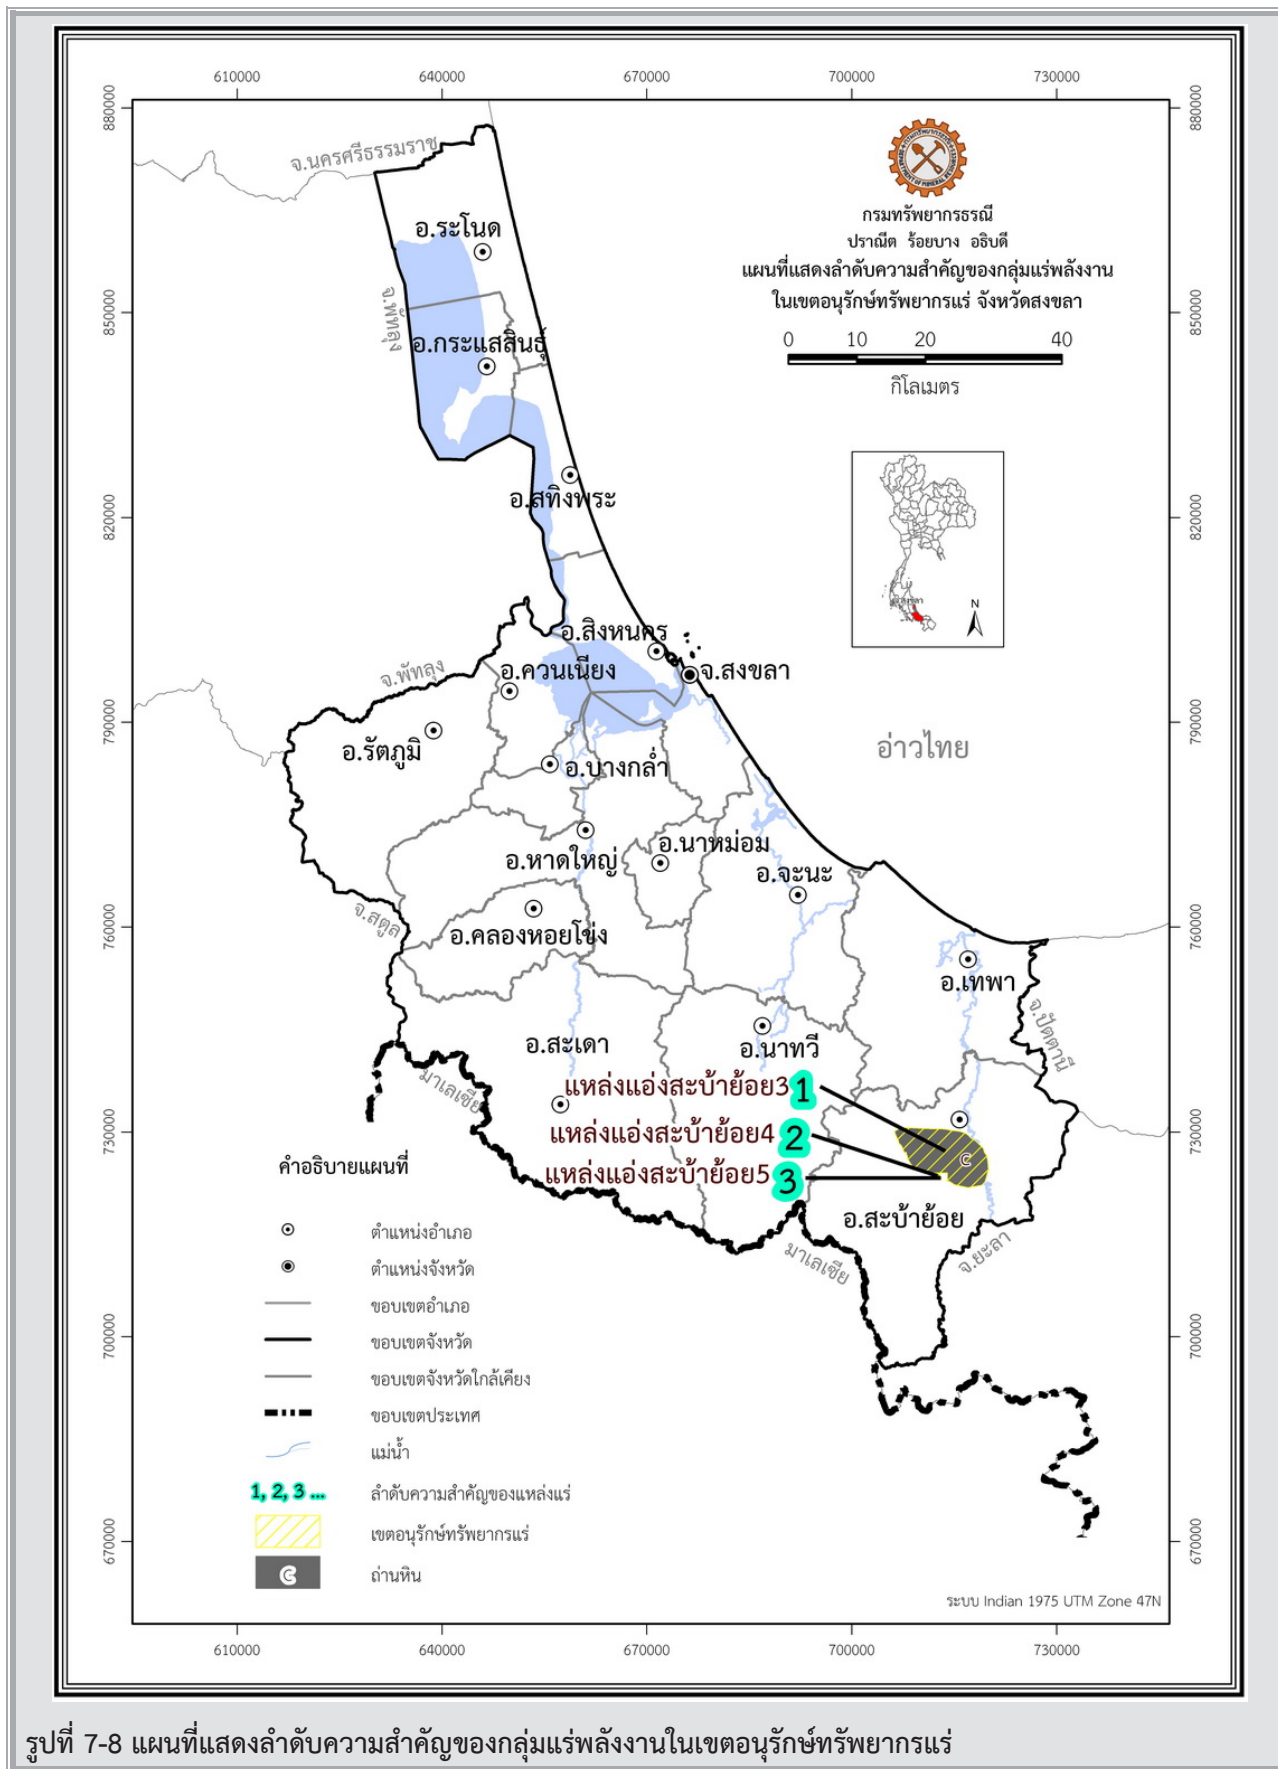 610000 640000 670000 700000 730000
880000 880000
จ.นครศรีธรรมราช
กรมทรัพยากรธรณี
ปราณีต ร้อยบาง อธิบดี
แผนที่แสดงลำดับความสำคัญของกลุ่มแร่พลังงาน
ในเขตอนุรักษ์ทรัพยากรแร่ จังหวัดสงขลา
0 10 20 40
กิโลเมตร
อ.ระโนด
จ.พัทลุง
850000 850000
อ.กระแสสินธุ์
อ.สทิงพระ
820000 820000
N
อ.สิงหนคร
อ.ควนเนียง
จ.สงขลา
จ.พัทลุง
790000 790000
อ.รัตภูมิ
อ.บางกล่ำ
อ่าวไทย
อ.หาดใหญ่
อ.นาหม่อม
อ.จะนะ
จ.สตูล
760000 760000
อ.คลองหอยโข่ง
อ.เทพา
จ.ปัตตานี
อ.สะเดา
อ.นาทวี
มาเลเซีย
แหล่งแอ่งสะบ้าย้อย3 1
แหล่งแอ่งสะบ้าย้อย4 2
แหล่งแอ่งสะบ้าย้อย5 3
730000 730000
C
อ.สะบ้าย้อย
มาเลเซีย
จ.ยะลา
คำอธิบายแผนที่
ตำแหน่งอำเภอ
ตำแหน่งจังหวัด
ขอบเขตอำเภอ
ขอบเขตจังหวัด
ขอบเขตจังหวัดใกล้เคียง
ขอบเขตประเทศ
แม่น้ำ
1, 2, 3 ... ลำดับความสำคัญของแหล่งแร่
เขตอนุรักษ์ทรัพยากรแร่
C ถ่านหิน
700000 700000
670000 670000
ระบบ Indian 1975 UTM Zone 47N
610000 640000 670000 700000 730000
รูปที่ 7-8 แผนที่แสดงลำดับความสำคัญของกลุ่มแร่พลังงานในเขตอนุรักษ์ทรัพยากรแร่